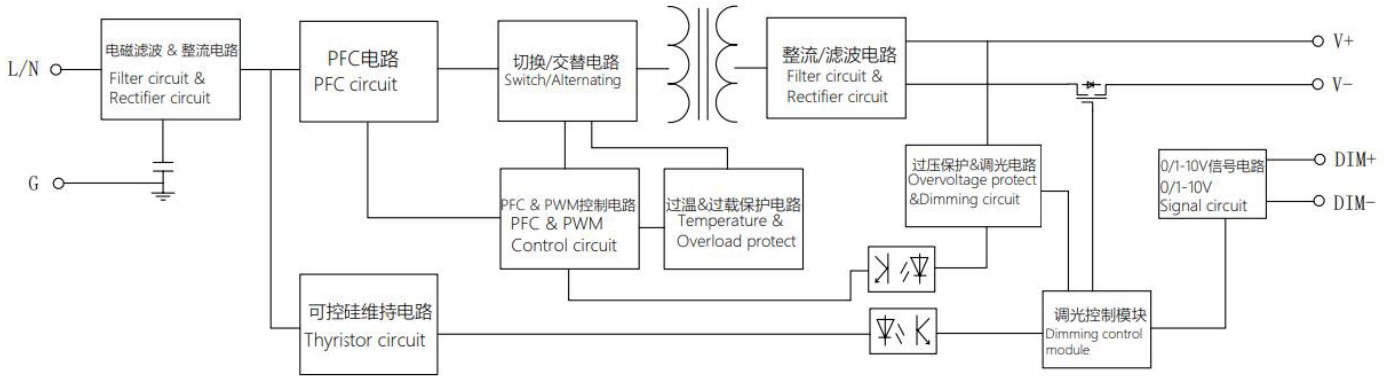 L/N
电磁滤波 & 整流电路
Filter circuit &
Rectifier circuit
G
PFC电路
PFC circuit
切换/交替电路
Switch/Alternating
整流/滤波电路
Filter circuit &
Rectifier circuit
V+
V-
PFC & PWM控制电路
PFC & PWM
Control circuit
过温&过载保护电路
Temperature &
Overload protect
过压保护&调光电路
Overvoltage protect
&Dimming circuit
0/1-10V信号电路
0/1-10V
Signal circuit
DIM+
DIM-
可控硅维持电路
Thyristor circuit
调光控制模块
Dimming control
module